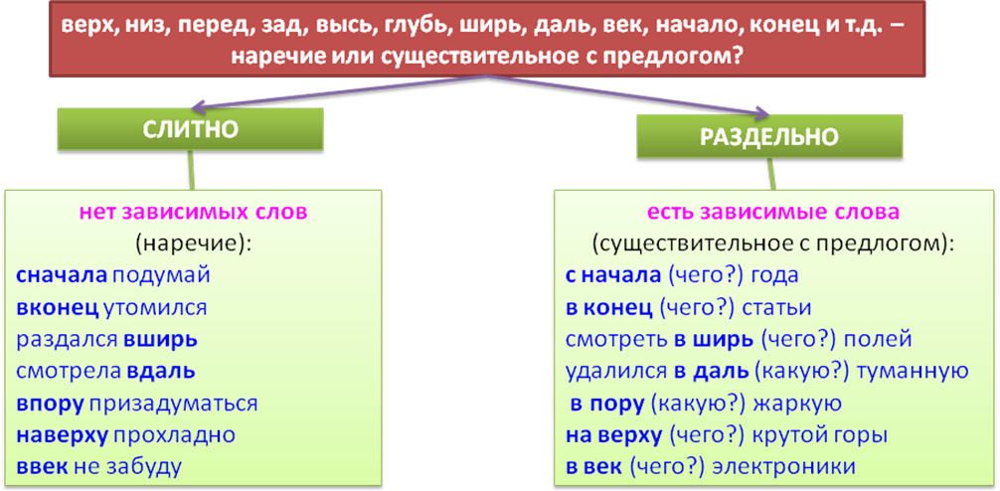 верх, низ, перед, зад, высь, глубь, ширь, даль, век, начало, конец и т.д. –
наречие или существительное с предлогом?
СЛИТНО
нет зависимых слов
(наречие):
сначала подумай
вконец утомился
раздался вширь
смотрела вдаль
впору призадуматься
наверху прохладно
ввек не забуду
РАЗДЕЛЬНО
есть зависимые слова
(существительное с предлогом):
с начала (чего?) года
в конец (чего?) статьи
смотреть в ширь (чего?) полей
удалился в даль (какую?) туманную
в пору (какую?) жаркую
на верху (чего?) крутой горы
в век (чего?) электроники